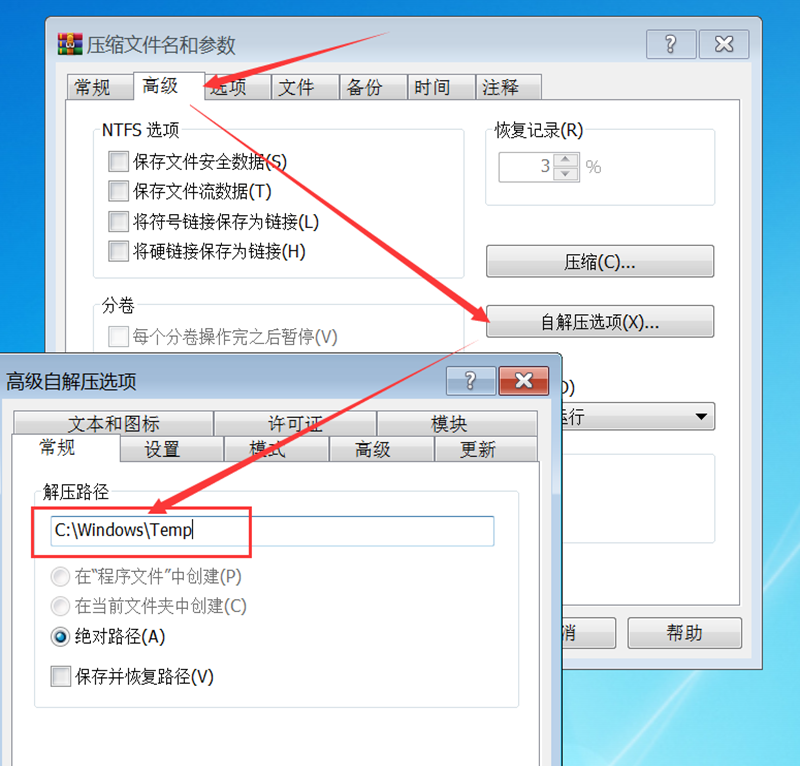 压缩文件名和参数
常规 高级 选项 文件 备份 时间 注释
NTFS 选项
保存文件安全数据(S)
保存文件流数据(T)
将符号链接保存为链接(L)
将硬链接保存为链接(H)
恢复记录(R)
3 %
压缩(C)...
自解压选项(X)...
分卷
每个分卷操作完之后暂停(V)
)
行
消
帮助
高级自解压选项
文本和图标 许可证 模块
常规 设置 模式 高级 更新
解压路径
C:\Windows\Temp
在“程序文件”中创建(P)
在当前文件夹中创建(C)
绝对路径(A)
保存并恢复路径(V)